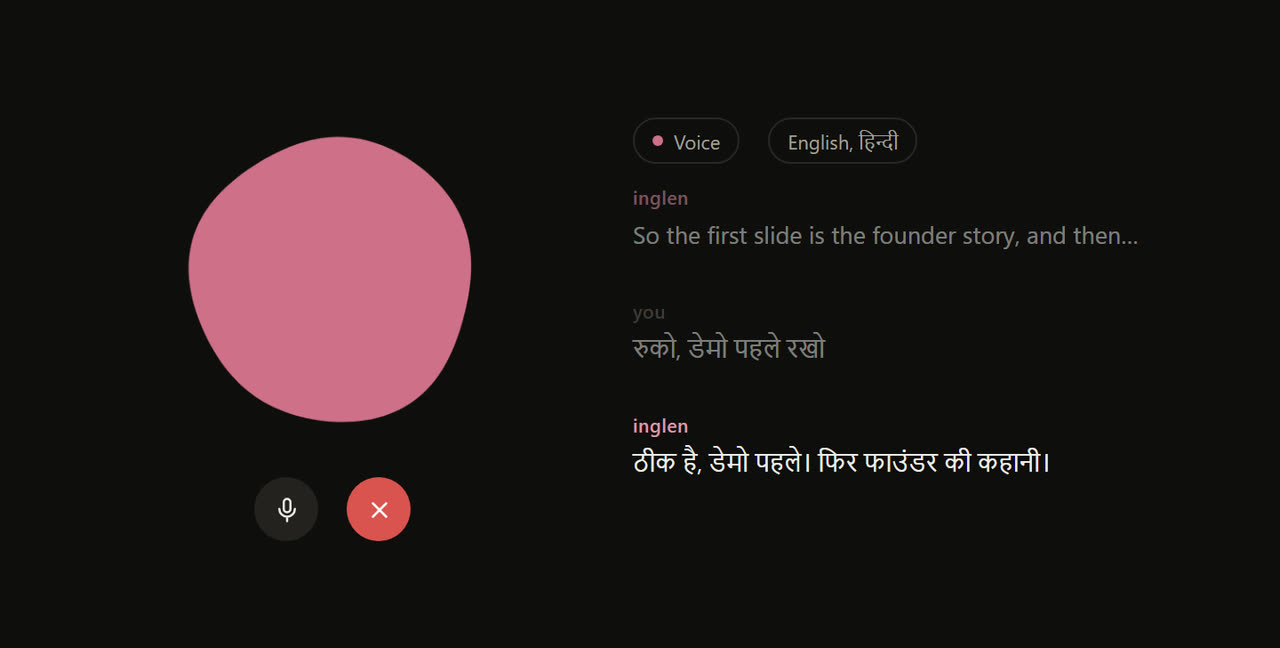 Voice
English, हिन्दी
inglen
So the first slide is the founder story, and then...
you
रुको, डेमो पहले रखो
inglen
ठीक है, डेमो पहले। फिर फाउंडर की कहानी।